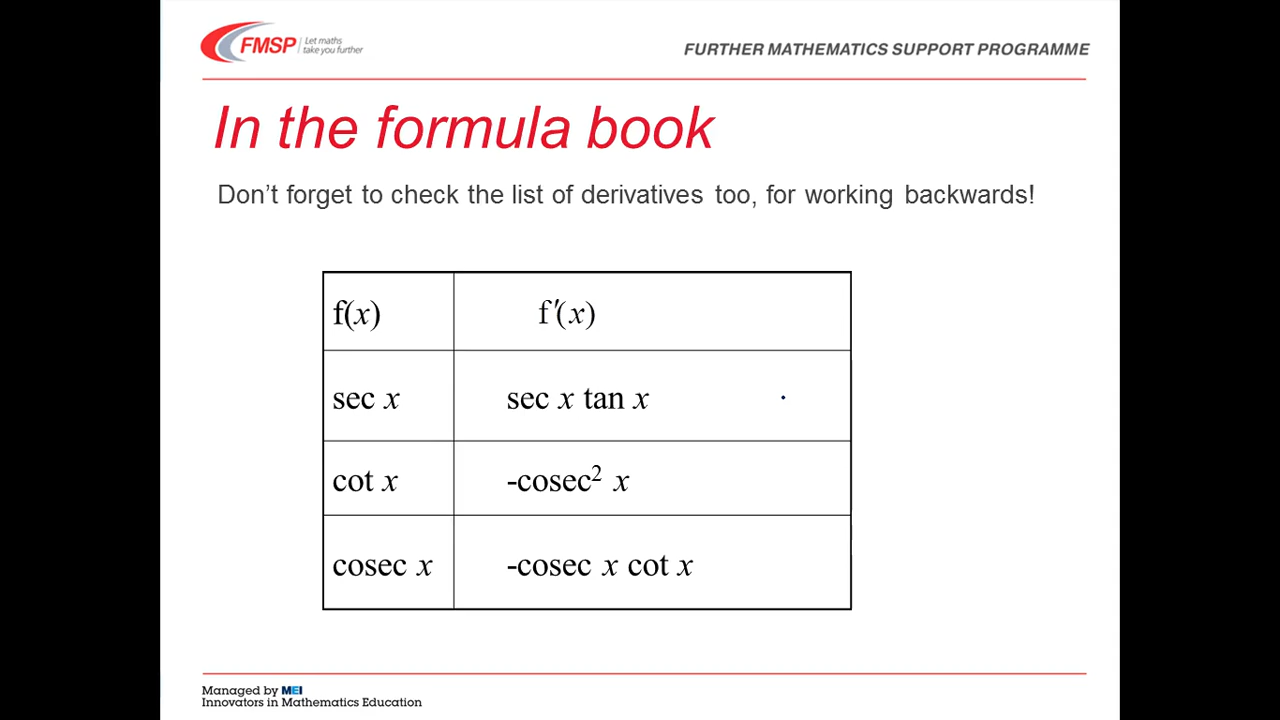 FMSP Let maths
take you further
FURTHER MATHEMATICS SUPPORT PROGRAMME
In the formula book
Don't forget to check the list of derivatives too, for working backwards!
f(x) f′(x)
sec x sec x tan x
cot x -cosec² x
cosec x -cosec x cot x
Managed by MEI
Innovators in Mathematics Education